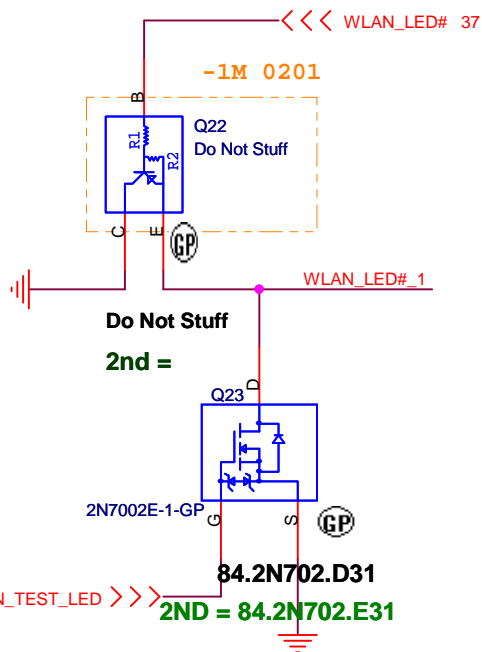 WLAN_LED# 37
-1M 0201
B
Q22
R1
Do Not Stuff
R2
C
E
GP
WLAN_LED#_1
Do Not Stuff
2nd =
D
Q23
2N7002E-1-GP
G
S
GP
84.2N702.D31
N_TEST_LED
2ND = 84.2N702.E31